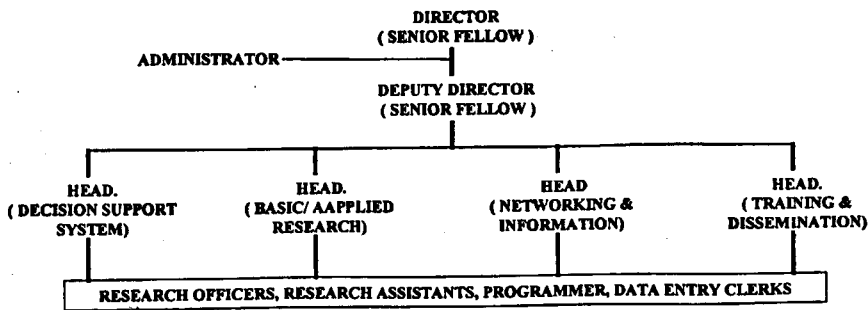 DIRECTOR
( SENIOR FELLOW )
ADMINISTRATOR
DEPUTY DIRECTOR
( SENIOR FELLOW )
HEAD.
( DECISION SUPPORT
SYSTEM)
HEAD.
( BASIC/ AAPPLIED
RESEARCH)
HEAD
( NETWORKING &
INFORMATION)
HEAD.
( TRAINING &
DISSEMINATION)
RESEARCH OFFICERS, RESEARCH ASSISTANTS, PROGRAMMER, DATA ENTRY CLERKS